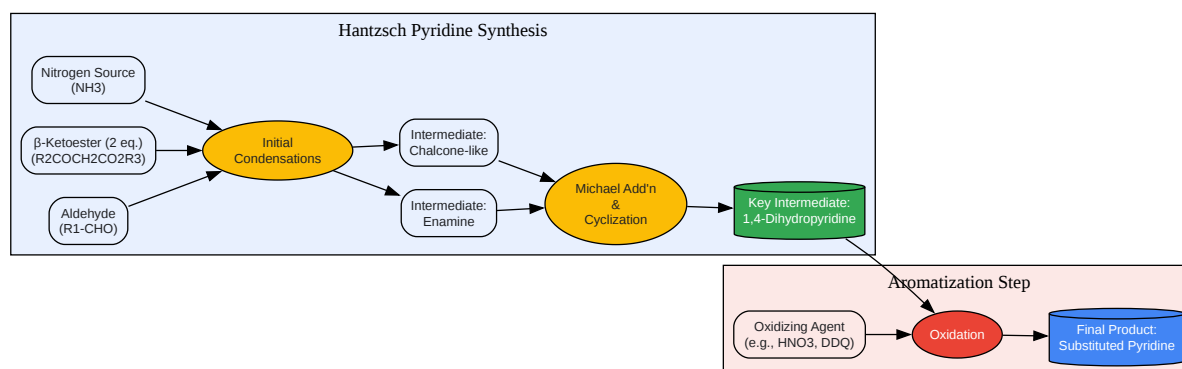 Hantzsch Pyridine Synthesis
Nitrogen Source
(NH3)
β-Ketoester (2 eq.)
(R2COCH2CO2R3)
Aldehyde
(R1-CHO)
Initial
Condensations
Intermediate:
Chalcone-like
Intermediate:
Enamine
Michael Add'n
&
Cyclization
Key Intermediate:
1,4-Dihydropyridine
Aromatization Step
Oxidizing Agent
(e.g., HNO3, DDQ)
Oxidation
Final Product:
Substituted Pyridine